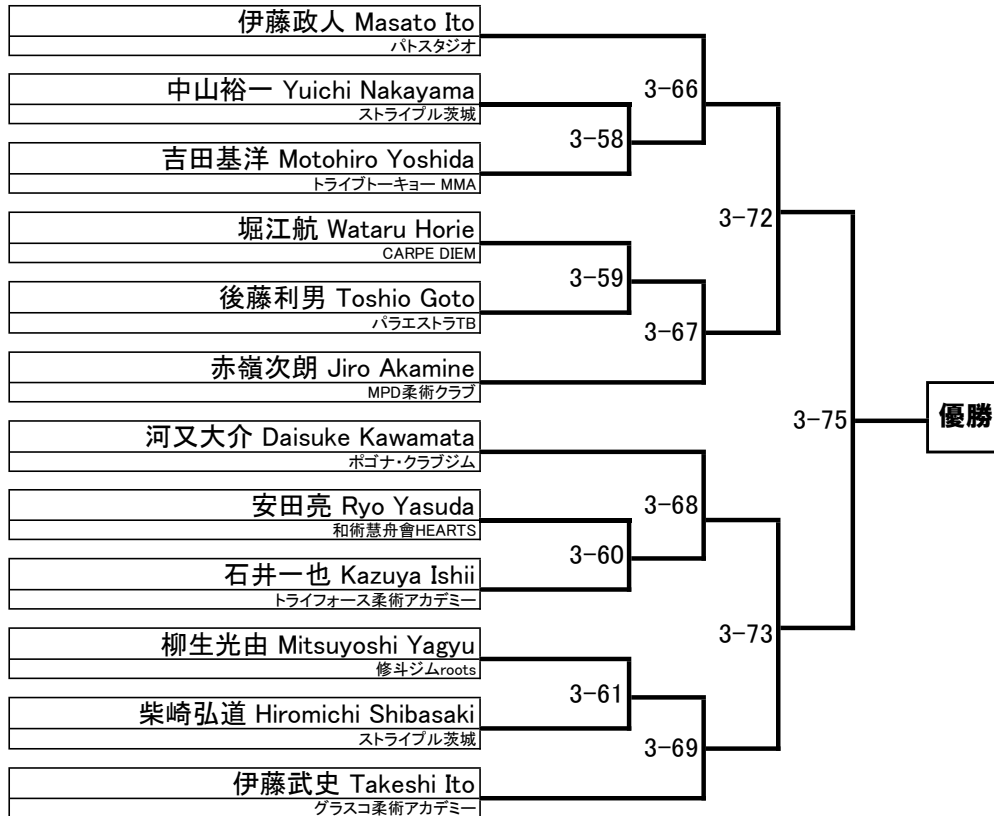 伊藤政人 Masato Ito
パトスタジオ
中山裕一 Yuichi Nakayama
ストライプル茨城
3-66
3-58
吉田基洋 Motohiro Yoshida
トライブトーキョー MMA
堀江航 Wataru Horie
CARPE DIEM
3-72
3-59
後藤利男 Toshio Goto
パラエストラTB
3-67
赤嶺次朗 Jiro Akamine
MPD柔術クラブ
3-75
優勝
河又大介 Daisuke Kawamata
ポゴナ・クラブジム
安田亮 Ryo Yasuda
和術慧舟會HEARTS
3-68
3-60
石井一也 Kazuya Ishii
トライフォース柔術アカデミー
3-73
柳生光由 Mitsuyoshi Yagyu
修斗ジムroots
3-61
柴崎弘道 Hiromichi Shibasaki
ストライプル茨城
3-69
伊藤武史 Takeshi Ito
グラスコ柔術アカデミー